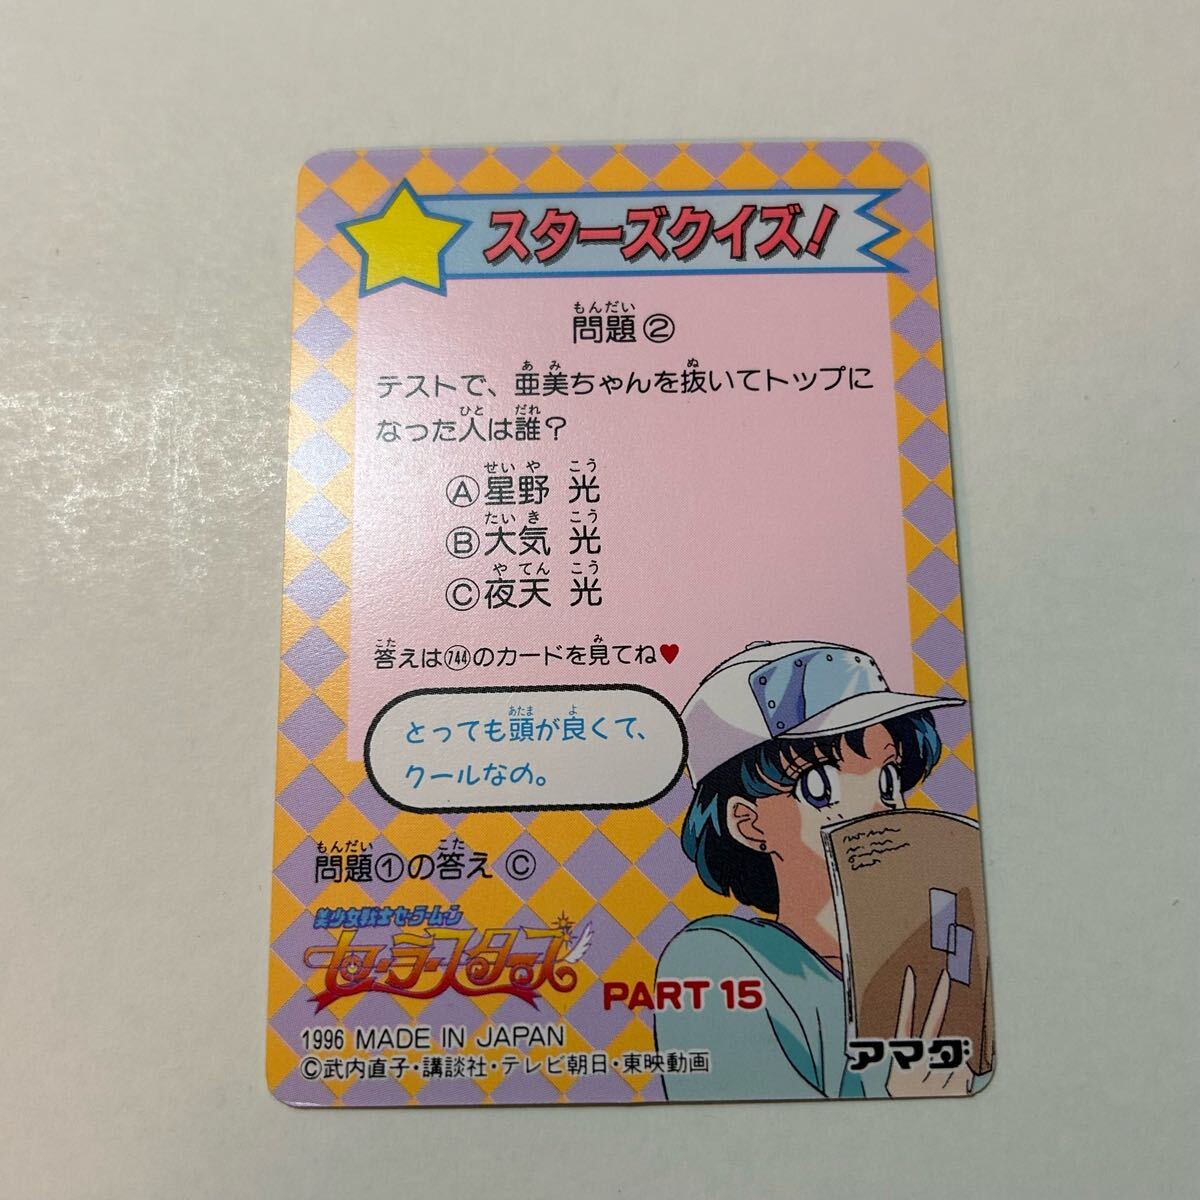 スターズクイズ!
もんだい
問題②
あみ ぬ
テストで、亜美ちゃんを抜いてトップに
ひと だれ
なった人は誰?
せいや こう
Ⓐ星野 光
たいき こう
Ⓑ大気 光
やてん こう
Ⓒ夜天 光
こた み
答えは744のカードを見てね♥
あたま よ
とっても頭が良くて、
クールなの。
もんだい こた
問題①の答え Ⓒ
美少女戦士セーラームーン
セーラースターズ
PART 15
1996 MADE IN JAPAN
©武内直子・講談社・テレビ朝日・東映動画
アマダ